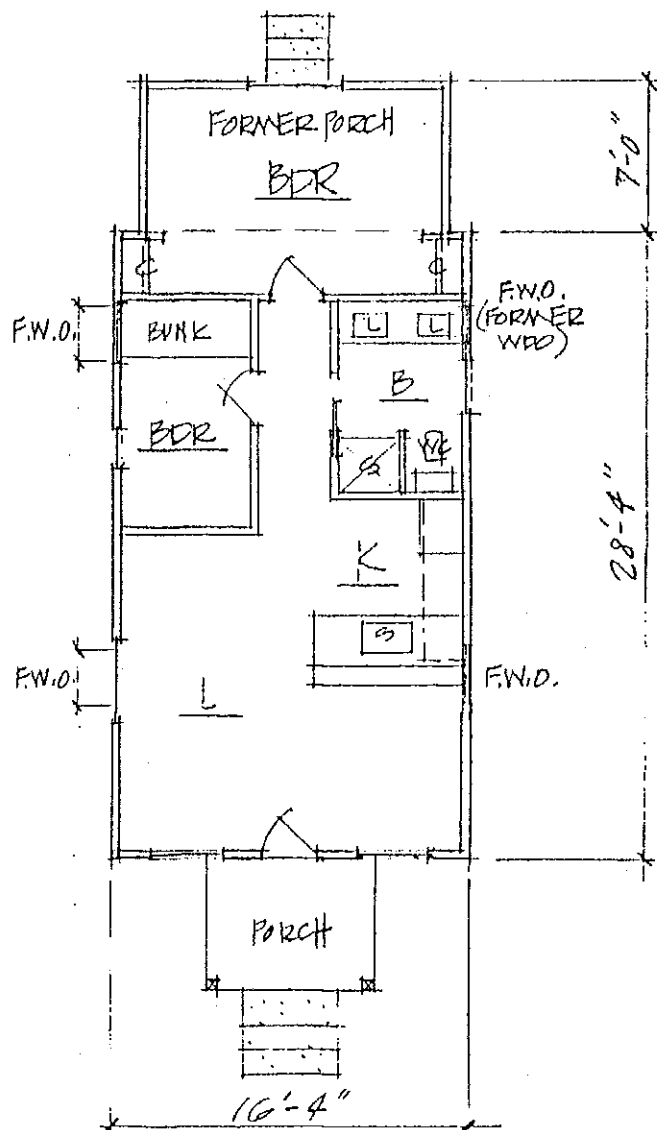 FORMER PORCH
BDR
7'-0"
C
C
F.W.O.
(FORMER
WDO)
F.W.O.
BUNK
L
L
B
BDR
WC
28'-4"
K
S
F.W.O.
L
F.W.O.
PORCH
16'-4"